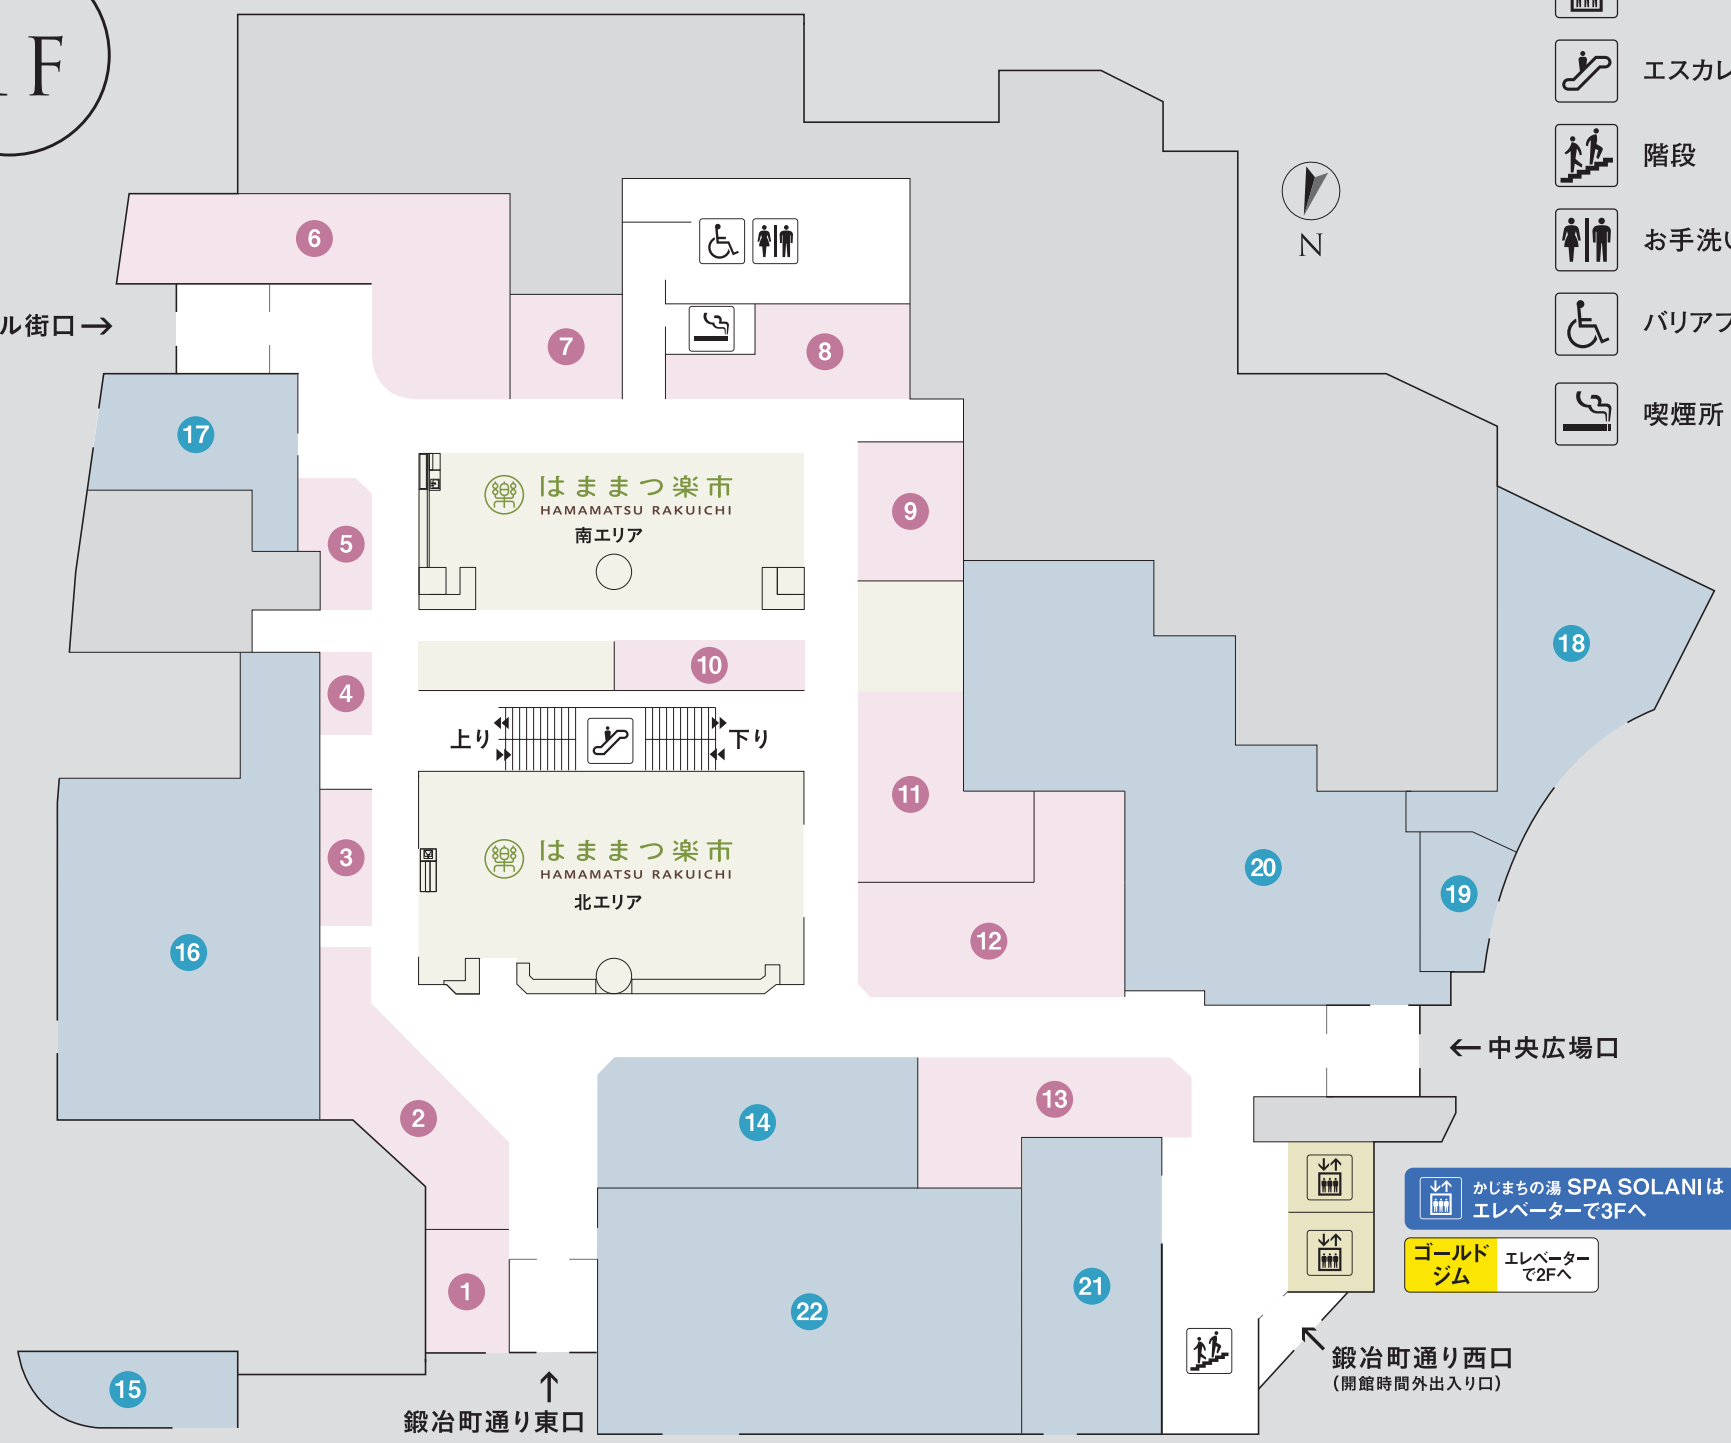 1F
エスカレ
階段
お手洗い
バリアフ
喫煙所
N
ル街口→
6
7
8
17
5
はままつ楽市
HAMAMATSU RAKUICHI
南エリア
9
18
4
10
上り
下り
11
3
はままつ楽市
HAMAMATSU RAKUICHI
北エリア
20
19
16
12
←中央広場口
2
14
13
かじまちの湯 SPA SOLANIは
エレベーターで3Fへ
ゴールド
ジム
エレベーター
で2Fへ
1
22
21
鍛冶町通り西口
(開館時間外出入り口)
15
↑
鍛冶町通り東口